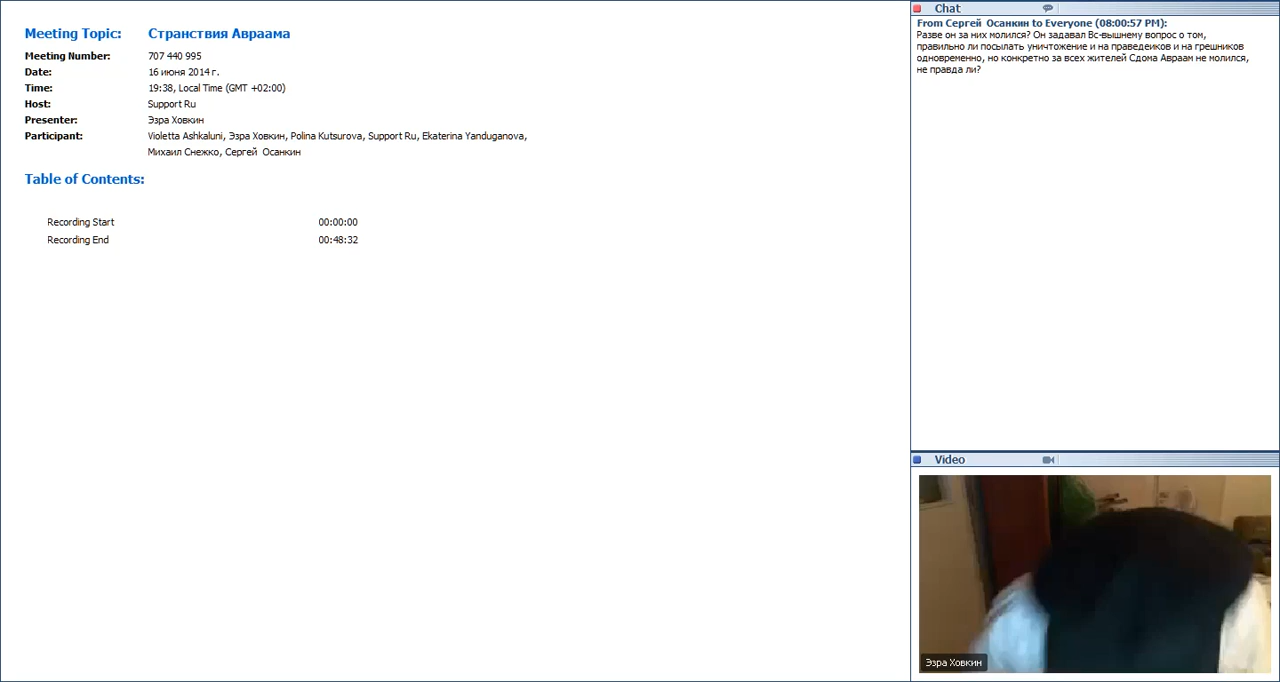 Meeting Topic: Странствия Авраама
Meeting Number: 707 440 995
Date: 16 июня 2014 г.
Time: 19:38, Local Time (GMT +02:00)
Host: Support Ru
Presenter: Эзра Ховкин
Participant: Violetta Ashkaluni, Эзра Ховкин, Polina Kutsurova, Support Ru, Ekaterina Yanduganova,
Михаил Снежко, Сергей Осанкин
Table of Contents:
Recording Start 00:00:00
Recording End 00:48:32
Chat
From Сергей Осанкин to Everyone (08:00:57 PM):
Разве он за них молился? Он задавал Вс-вышнему вопрос о том,
правильно ли посылать уничтожение и на праведеиков и на грешников
одновременно, но конкретно за всех жителей Сдома Авраам не молился,
не правда ли?
Video
Эзра Ховкин